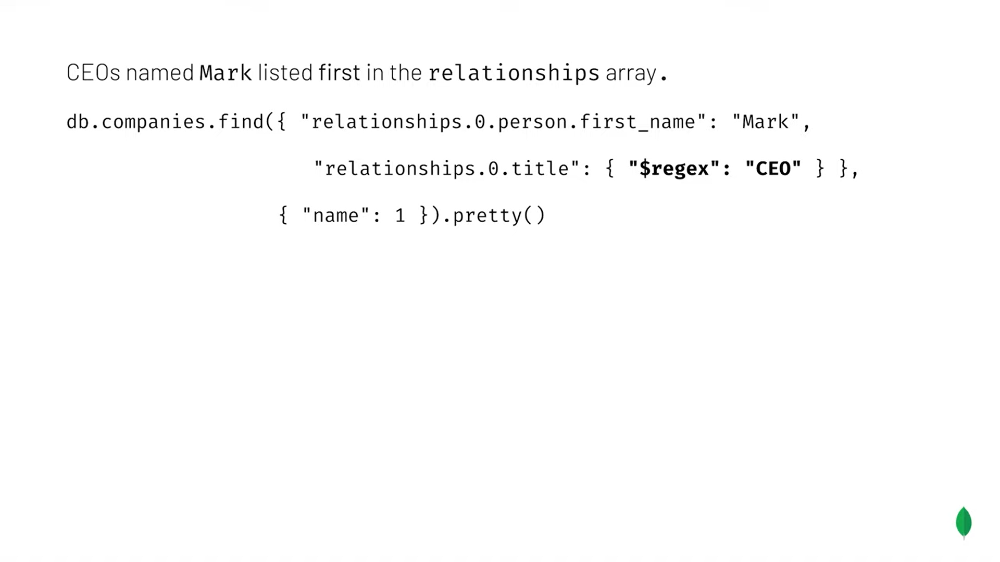 CEOs named Mark listed first in the relationships array.
db.companies.find({ "relationships.0.person.first_name": "Mark",
"relationships.0.title": { "$regex": "CEO" } },
{ "name": 1 }).pretty()